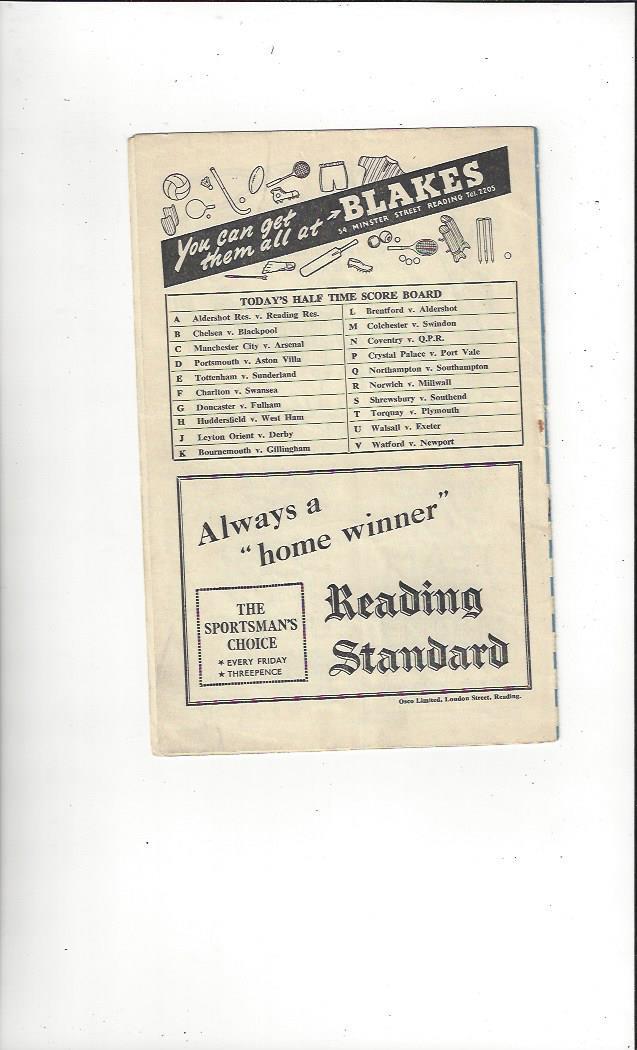 You can get
them all at
BLAKES
54 MINSTER STREET READING Tel. 2205
TODAY'S HALF TIME SCORE BOARD
A Aldershot Res. v. Reading Res.
B Chelsea v. Blackpool
C Manchester City v. Arsenal
D Portsmouth v. Aston Villa
E Tottenham v. Sunderland
F Charlton v. Swansea
G Doncaster v. Fulham
H Huddersfield v. West Ham
J Leyton Orient v. Derby
K Bournemouth v. Gillingham
L Brentford v. Aldershot
M Colchester v. Swindon
N Coventry v. Q.P.R.
P Crystal Palace v. Port Vale
Q Northampton v. Southampton
R Norwich v. Millwall
S Shrewsbury v. Southend
T Torquay v. Plymouth
U Walsall v. Exeter
V Watford v. Newport
Always a
"home winner"
THE
SPORTSMAN'S
CHOICE
★ EVERY FRIDAY
★ THREEPENCE
Reading
Standard
Osco Limited, London Street, Reading.